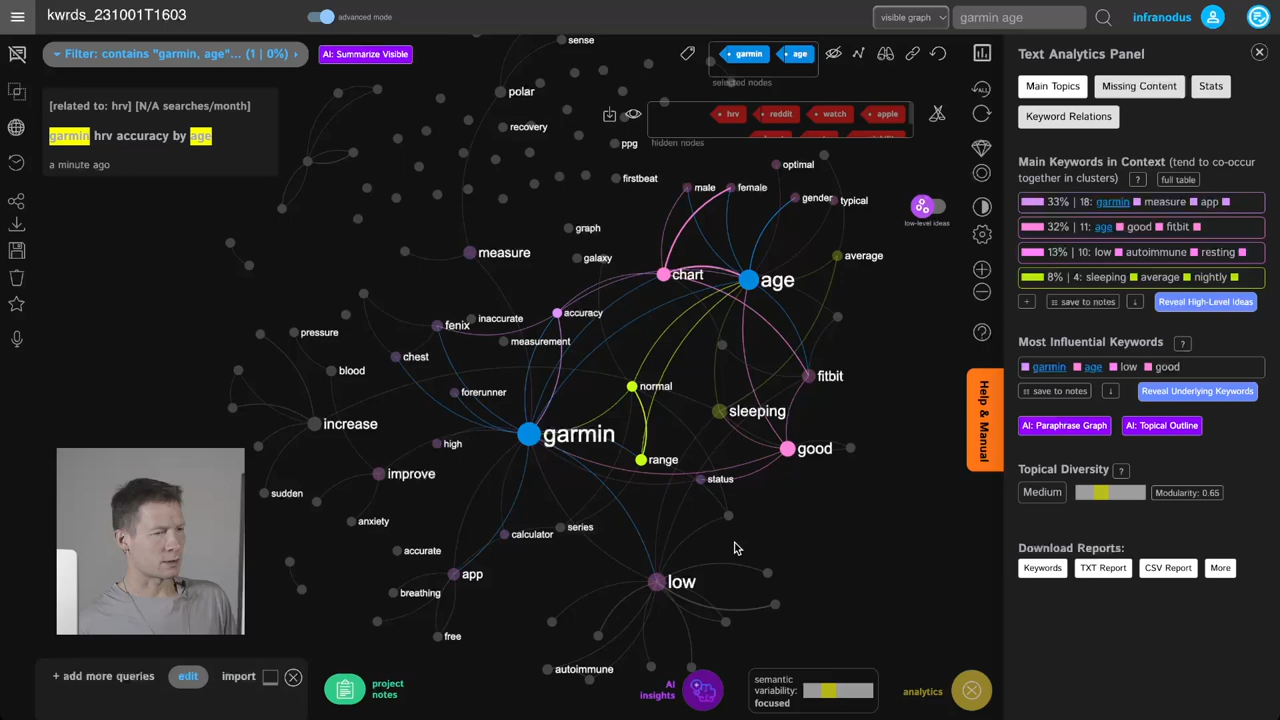 kwrds_231001T1603
advanced mode
visible graph
garmin age
infranodus
Filter: contains "garmin, age"... (1 | 0%)
AI: Summarize Visible
[related to: hrv] [N/A searches/month]
garmin hrv accuracy by age
a minute ago
garmin
age
selected nodes
hrv
reddit
watch
apple
hidden nodes
low-level ideas
sense
polar
recovery
ppg
firstbeat
optimal
male
female
gender
typical
graph
galaxy
measure
chart
age
average
accuracy
inaccurate
fenix
pressure
measurement
chest
blood
normal
fitbit
forerunner
sleeping
increase
garmin
high
good
range
improve
status
sudden
anxiety
series
calculator
accurate
app
low
breathing
free
autoimmune
+ add more queries
edit
import
project
notes
AI
insights
semantic
variability:
focused
analytics
Help & Manual
Text Analytics Panel
Main Topics
Missing Content
Stats
Keyword Relations
Main Keywords in Context (tend to co-occur
together in clusters)
?
full table
33% | 18: garmin measure app
32% | 11: age good fitbit
13% | 10: low autoimmune resting
8% | 4: sleeping average nightly
+
save to notes
↓
Reveal High-Level Ideas
Most Influential Keywords
?
garmin age low good
save to notes
↓
Reveal Underlying Keywords
AI: Paraphrase Graph
AI: Topical Outline
Topical Diversity
?
Medium
Modularity: 0.65
Download Reports:
Keywords
TXT Report
CSV Report
More